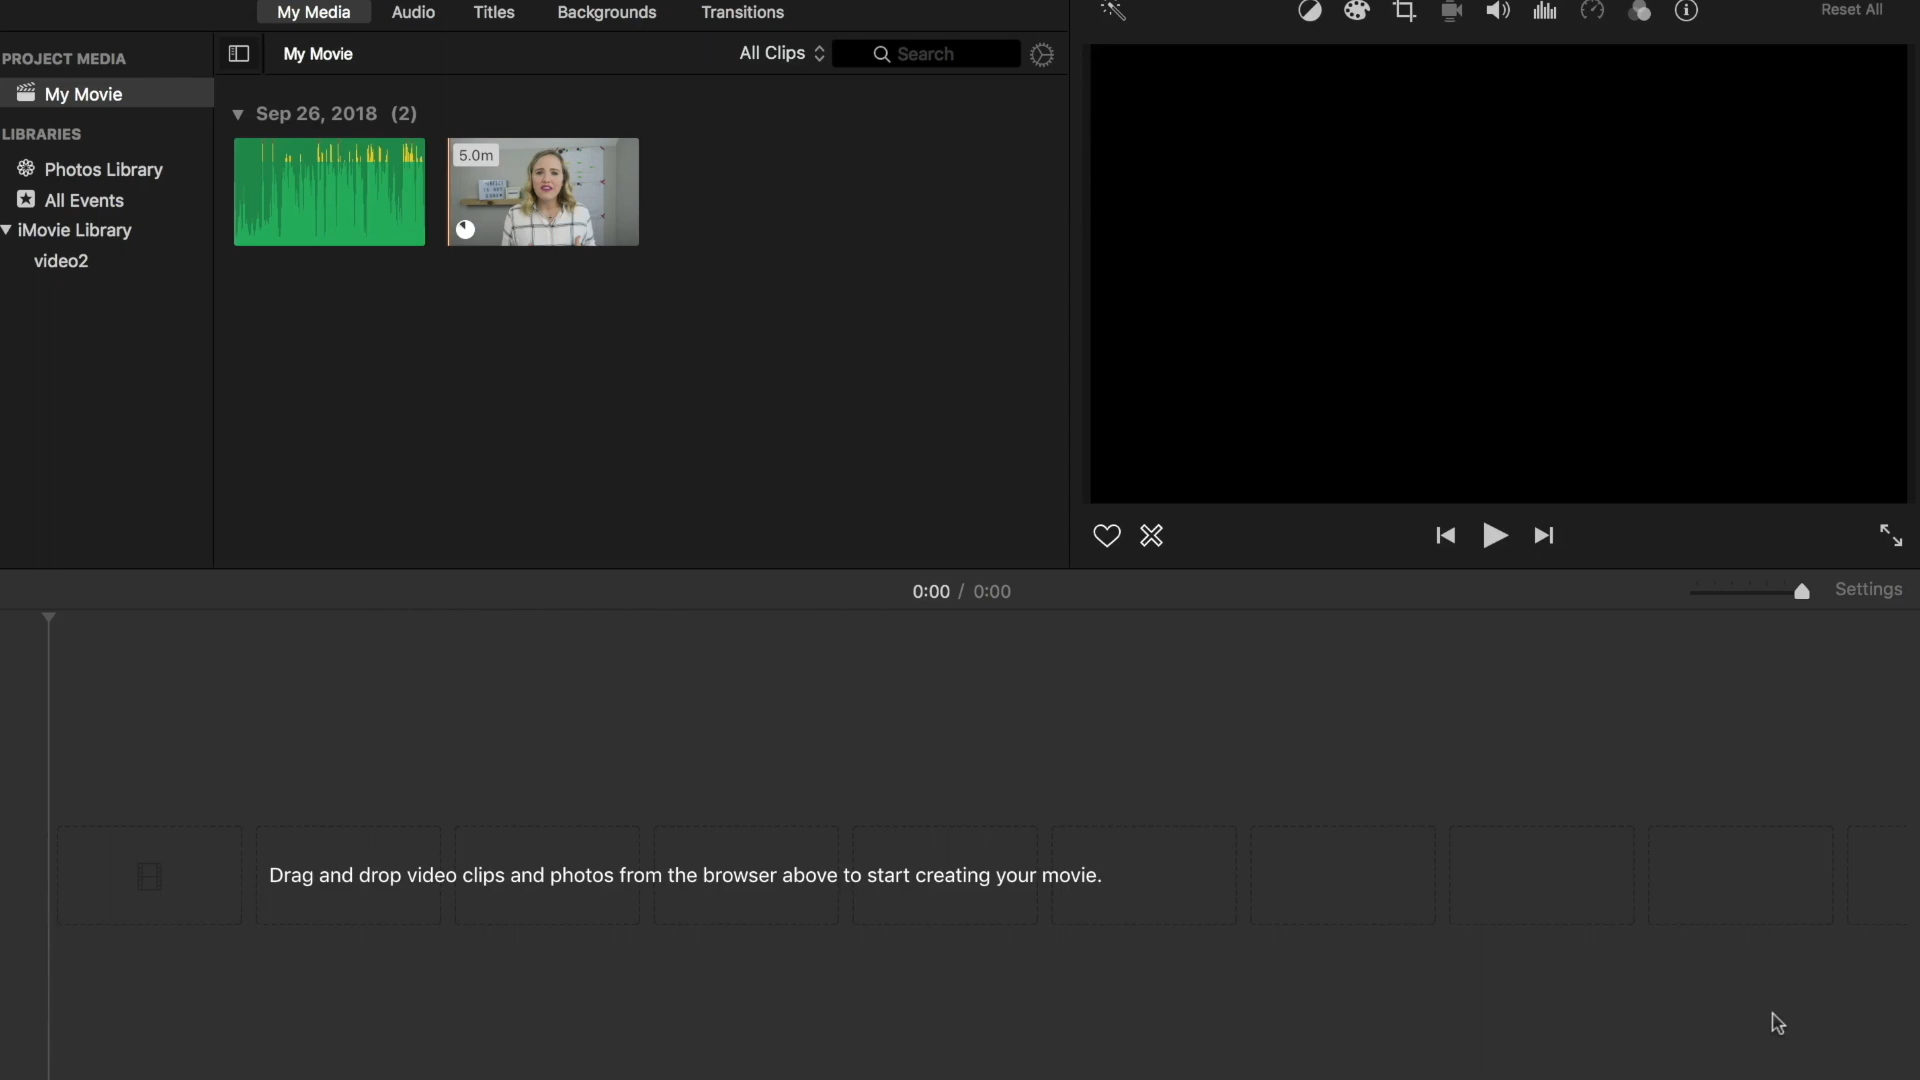 My Media Audio Titles Backgrounds Transitions Reset All
PROJECT MEDIA
My Movie All Clips Search
My Movie
LIBRARIES
Photos Library
All Events
iMovie Library
video2
Sep 26, 2018 (2)
5.0m
0:00 / 0:00 Settings
Drag and drop video clips and photos from the browser above to start creating your movie.